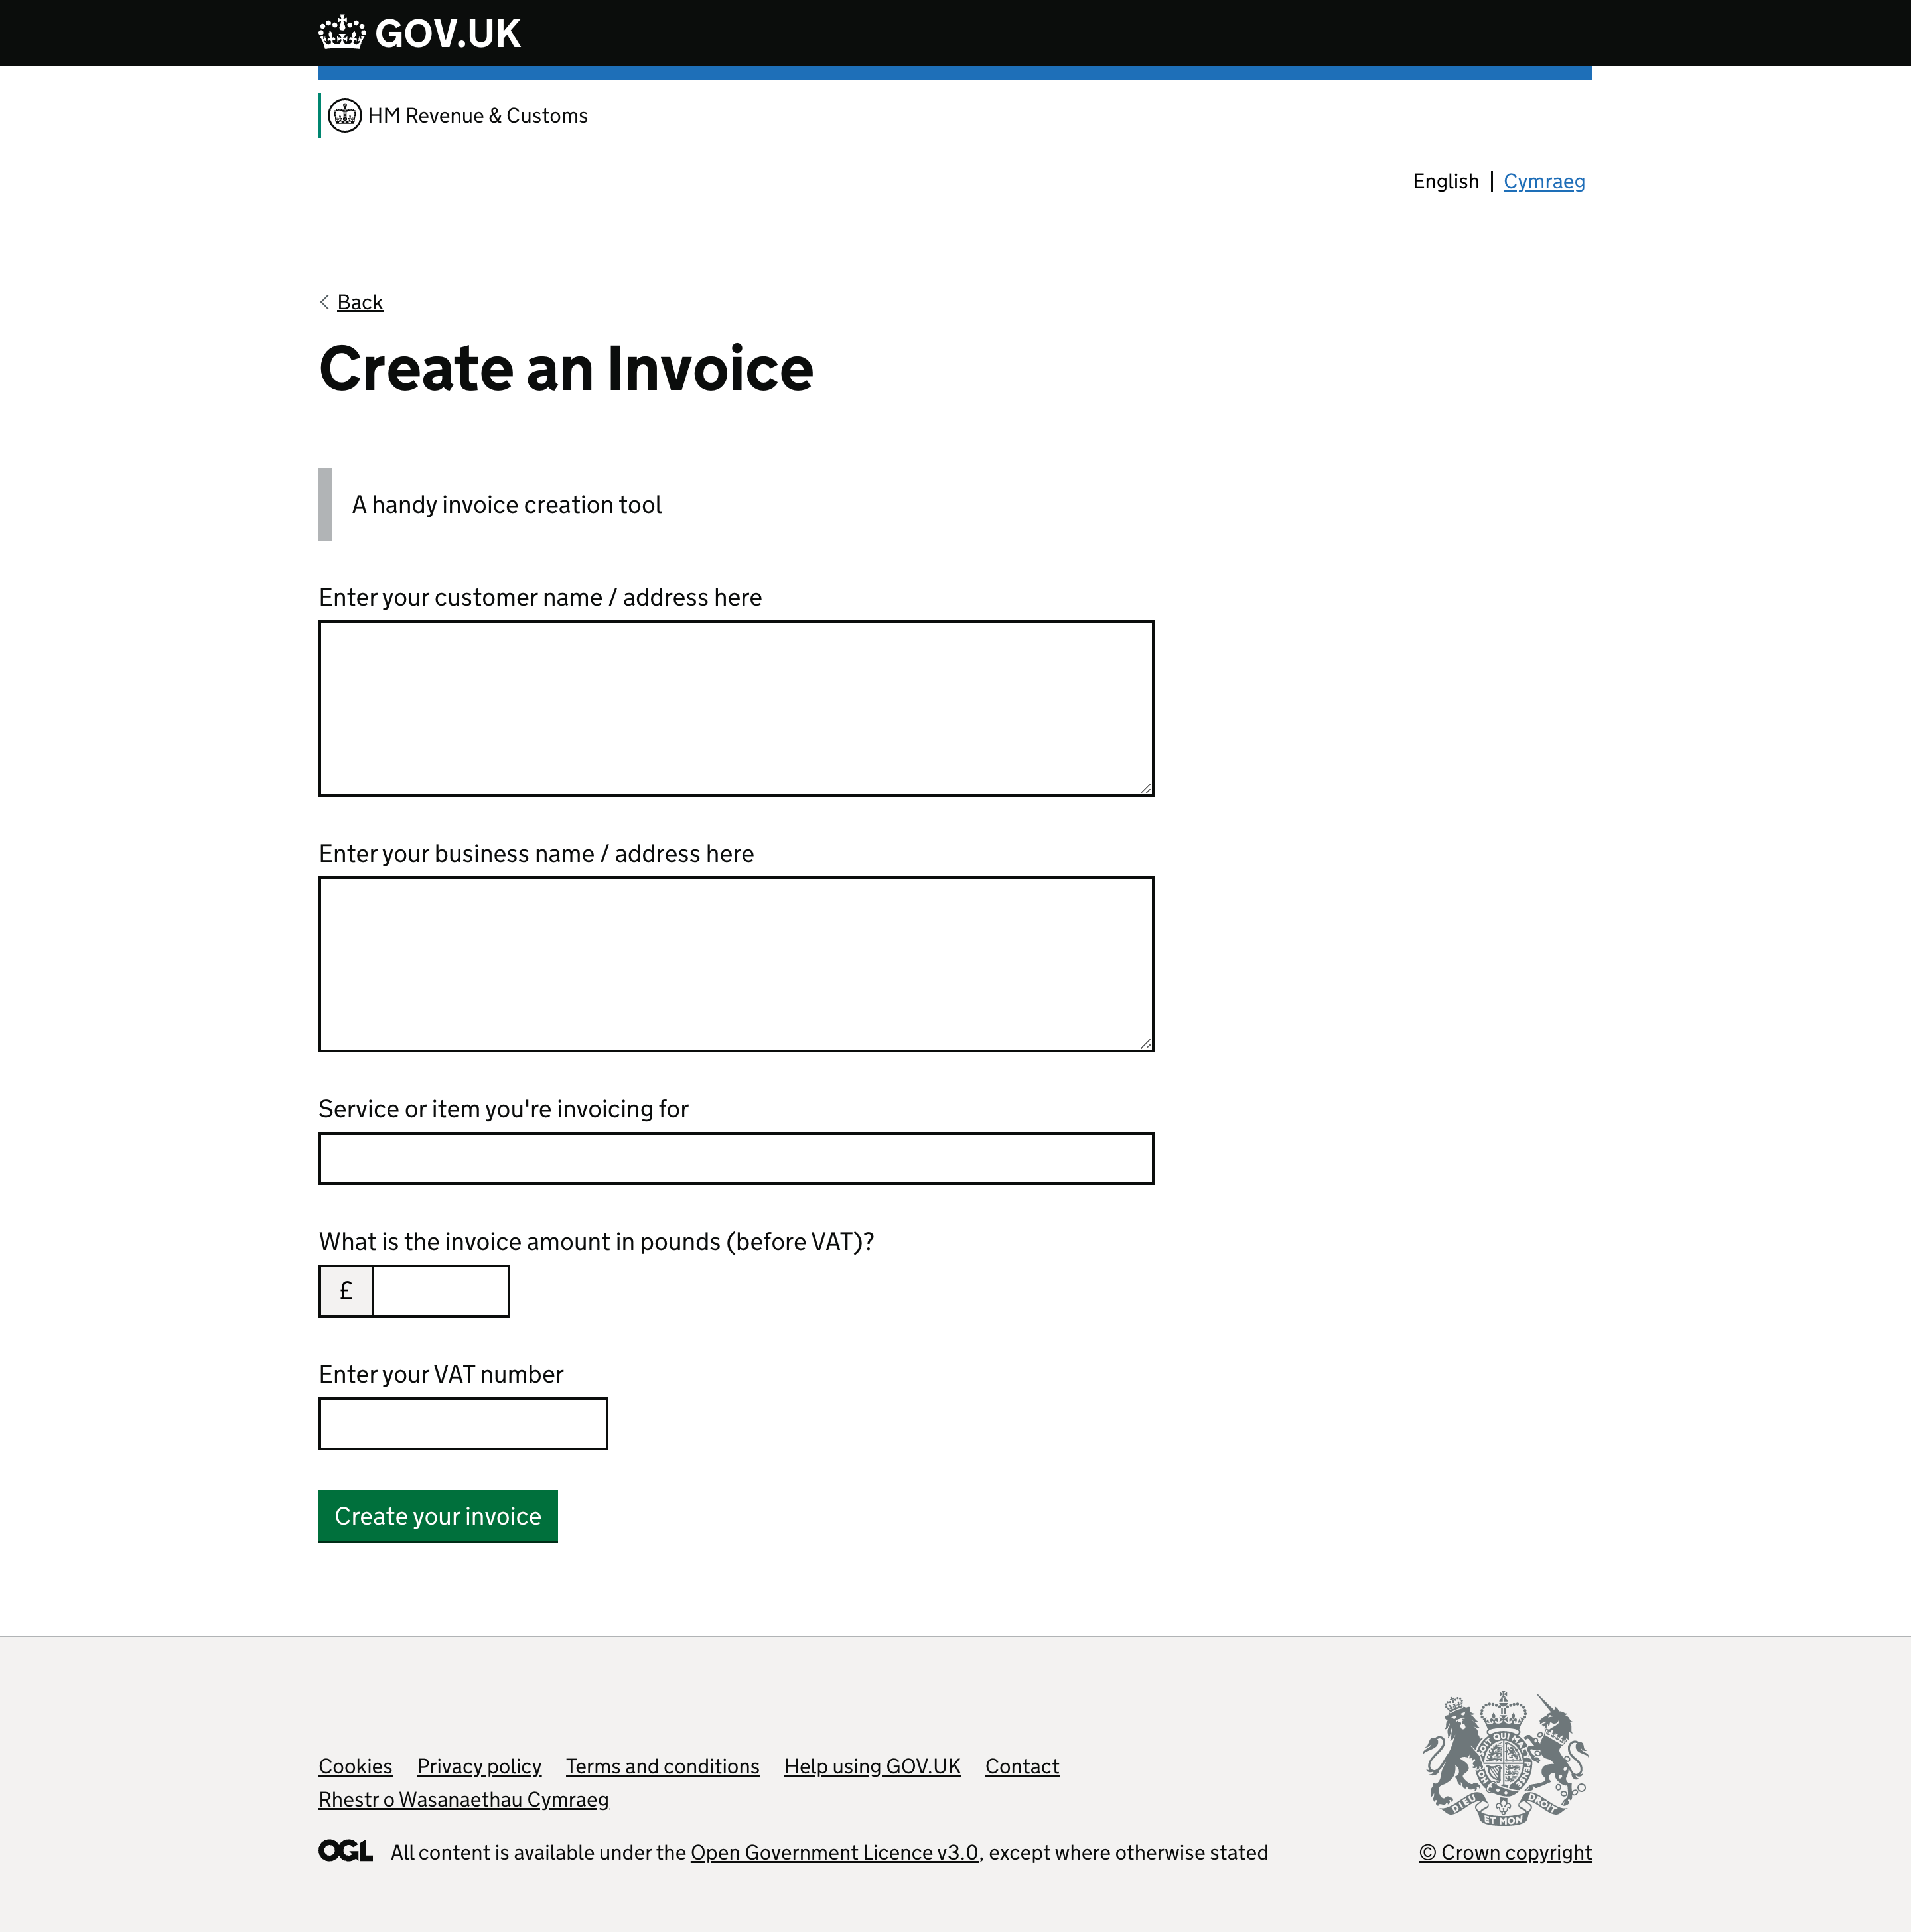 GOV.UK
HM Revenue & Customs
English | Cymraeg
Back
Create an Invoice
A handy invoice creation tool
Enter your customer name / address here
Enter your business name / address here
Service or item you're invoicing for
What is the invoice amount in pounds (before VAT)?
£
Enter your VAT number
Create your invoice
Cookies Privacy policy Terms and conditions Help using GOV.UK Contact
Rhestr o Wasanaethau Cymraeg
DIEU ET MON DROIT
OGL All content is available under the Open Government Licence v3.0, except where otherwise stated
© Crown copyright